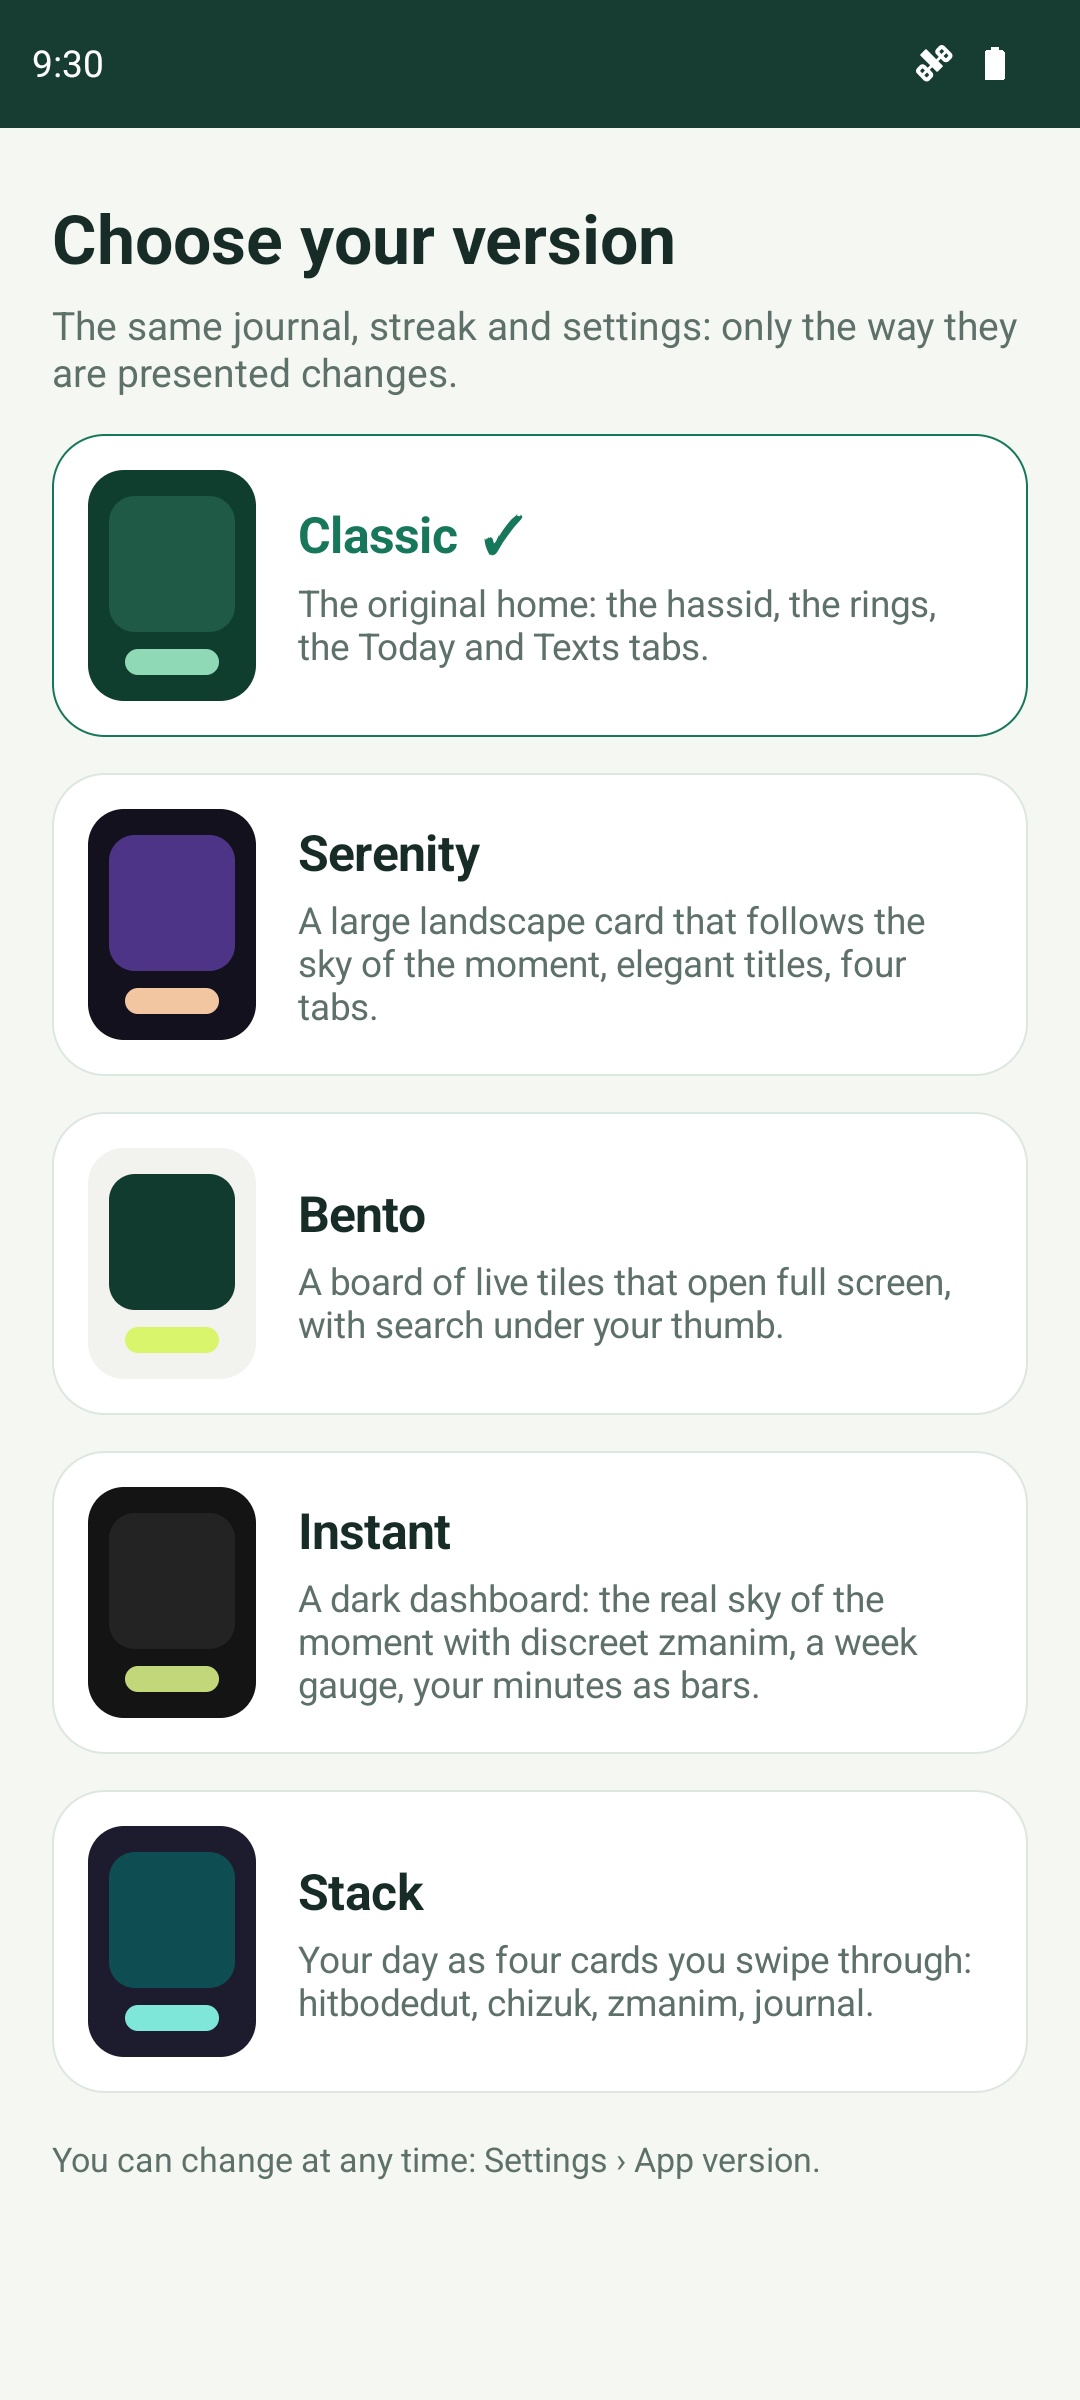 9:30
Choose your version
The same journal, streak and settings: only the way they
are presented changes.
Classic ✓
The original home: the hassid, the rings,
the Today and Texts tabs.
Serenity
A large landscape card that follows the
sky of the moment, elegant titles, four
tabs.
Bento
A board of live tiles that open full screen,
with search under your thumb.
Instant
A dark dashboard: the real sky of the
moment with discreet zmanim, a week
gauge, your minutes as bars.
Stack
Your day as four cards you swipe through:
hitbodedut, chizuk, zmanim, journal.
You can change at any time: Settings › App version.